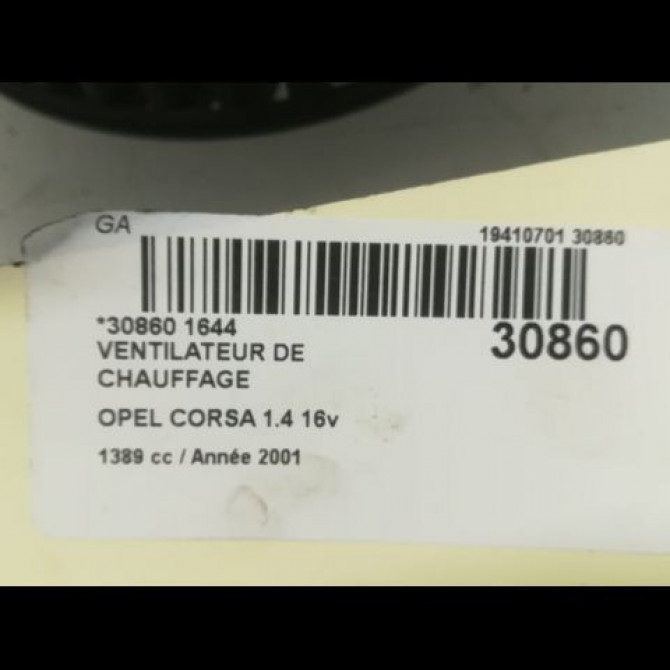 GA
19410701 30860
*30860 1644
30860
VENTILATEUR DE
CHAUFFAGE
OPEL CORSA 1.4 16v
1389 cc / Année 2001